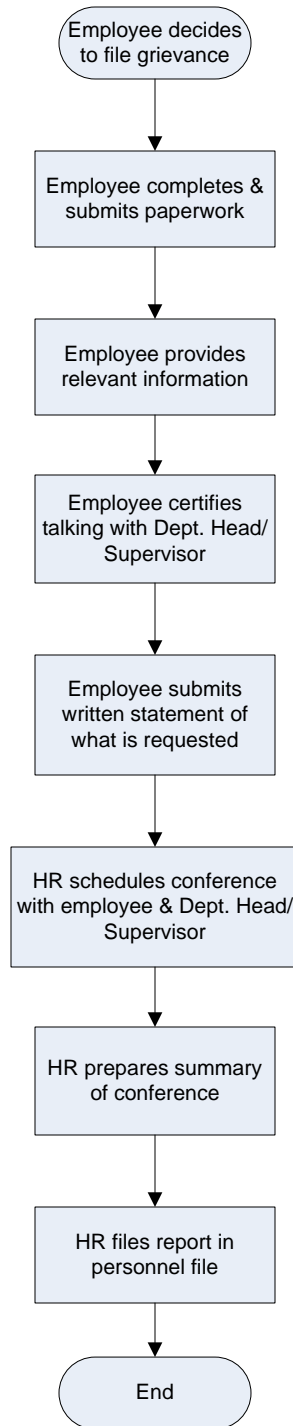 Employee decides
to file grievance
Employee completes &
submits paperwork
Employee provides
relevant information
Employee certifies
talking with Dept. Head/
Supervisor
Employee submits
written statement of
what is requested
HR schedules conference
with employee & Dept. Head/
Supervisor
HR prepares summary
of conference
HR files report in
personnel file
End